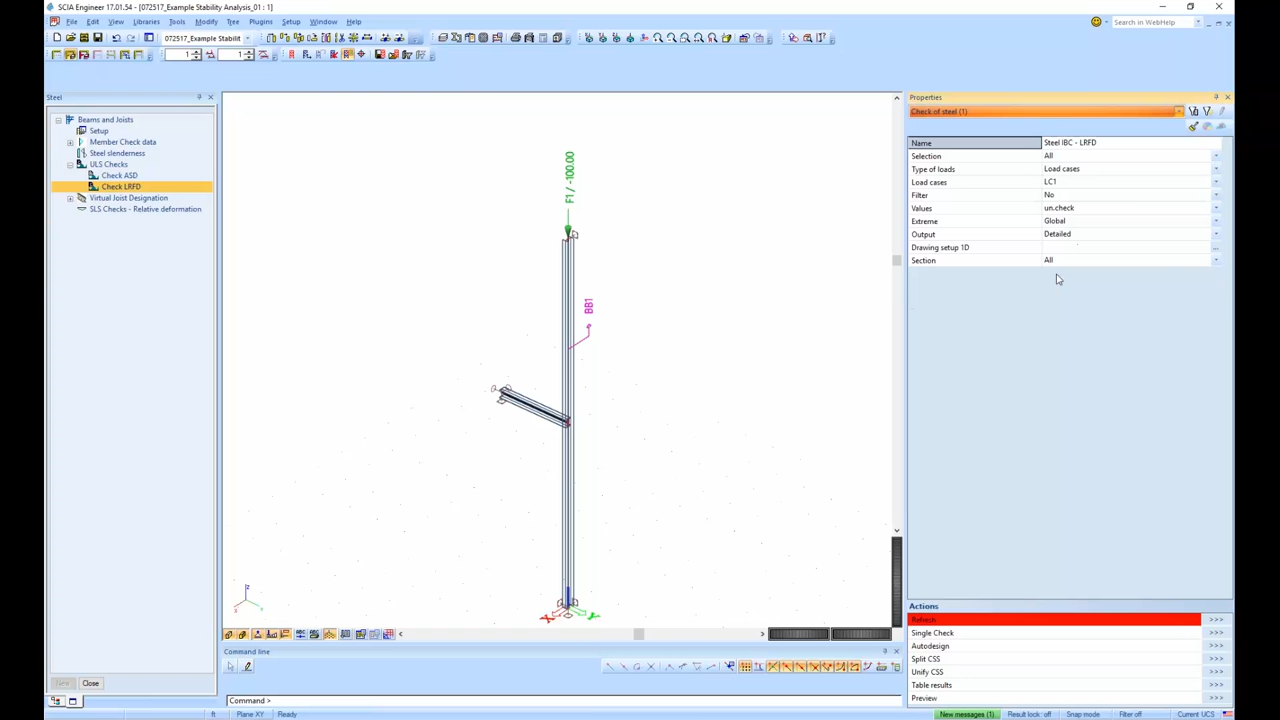 SCIA Engineer 17.01.54 - [072517_Example Stability Analysis_01 : 1]
File Edit View Libraries Tools Modify Tree Plugins Setup Window Help
Search in WebHelp
072517_Example Stabilit
1 1
Steel
Beams and Joists
Setup
Member Check data
Steel slenderness
ULS Checks
Check ASD
Check LRFD
Virtual Joist Designation
SLS Checks - Relative deformation
New Close
F1 / -100.00
BB1
X Y
Properties
Check of steel (1)
Name Steel IBC - LRFD
Selection All
Type of loads Load cases
Load cases LC1
Filter No
Values un.check
Extreme Global
Output Detailed
Drawing setup 1D ...
Section All
Actions
Refresh >>>
Single Check >>>
Autodesign >>>
Split CSS >>>
Unify CSS >>>
Table results >>>
Preview >>>
Command line
Command >
ft Plane XY Ready New messages (1) Result lock: off Snap mode Filter off Current UCS